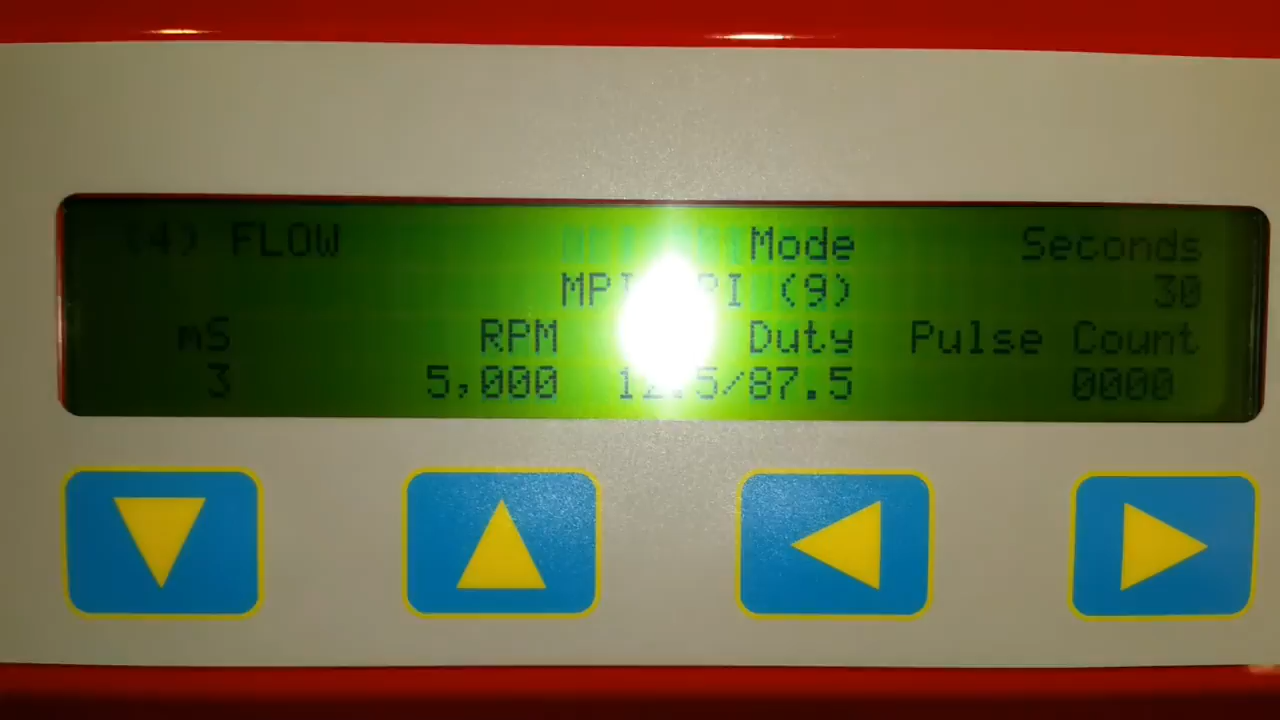 (4) FLOW Mode Seconds
(9) 30
mS RPM Duty Pulse Count
3 5,000 12.5/87.5 0000